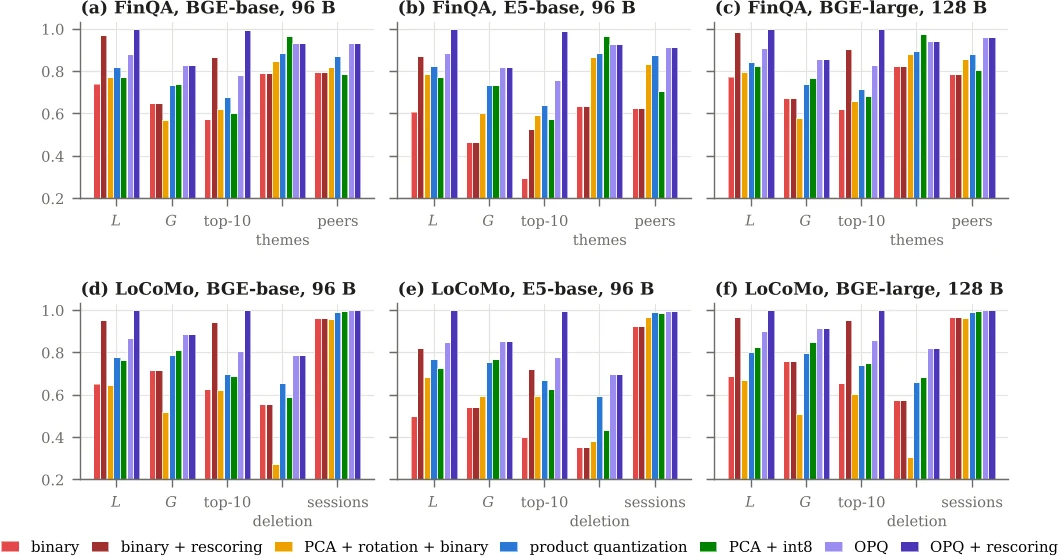 (a) FinQA, BGE-base, 96 B
(b) FinQA, E5-base, 96 B
(c) FinQA, BGE-large, 128 B
1.0
0.8
0.6
0.4
0.2
L G top-10 peers
themes
L G top-10 peers
themes
L G top-10 peers
themes
(d) LoCoMo, BGE-base, 96 B
(e) LoCoMo, E5-base, 96 B
(f) LoCoMo, BGE-large, 128 B
1.0
0.8
0.6
0.4
0.2
L G top-10 sessions
deletion
L G top-10 sessions
deletion
L G top-10 sessions
deletion
binary binary + rescoring PCA + rotation + binary product quantization PCA + int8 OPQ OPQ + rescoring